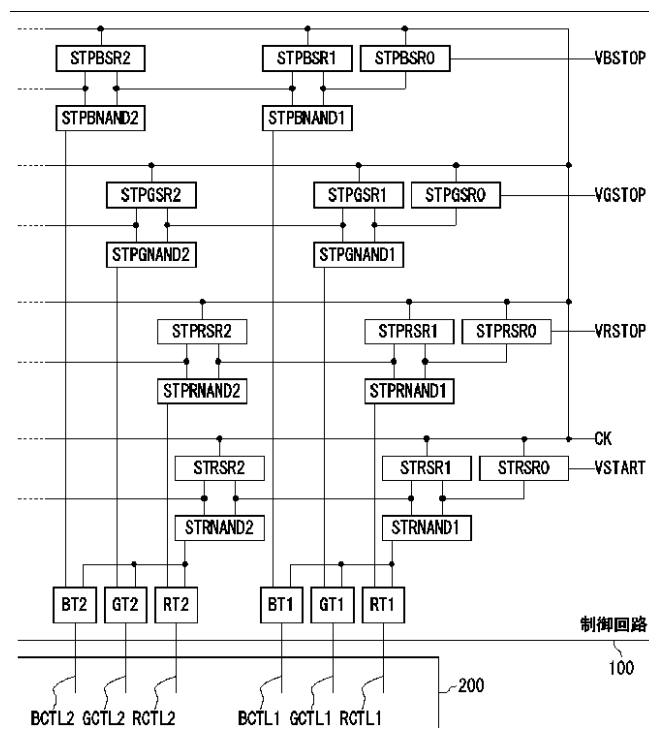 STPBSR2 STPBSR1 STPBSR0 VBSTOP
STPBNAND2 STPBNAND1
STPGSR2 STPGSR1 STPGSR0 VGSTOP
STPGNAND2 STPGNAND1
STPRSR2 STPRSR1 STPRSR0 VRSTOP
STPRNAND2 STPRNAND1
CK
STRSR2 STRSR1 STRSR0 VSTART
STRNAND2 STRNAND1
BT2 GT2 RT2 BT1 GT1 RT1
制御回路
100
200
BCTL2 GCTL2 RCTL2 BCTL1 GCTL1 RCTL1